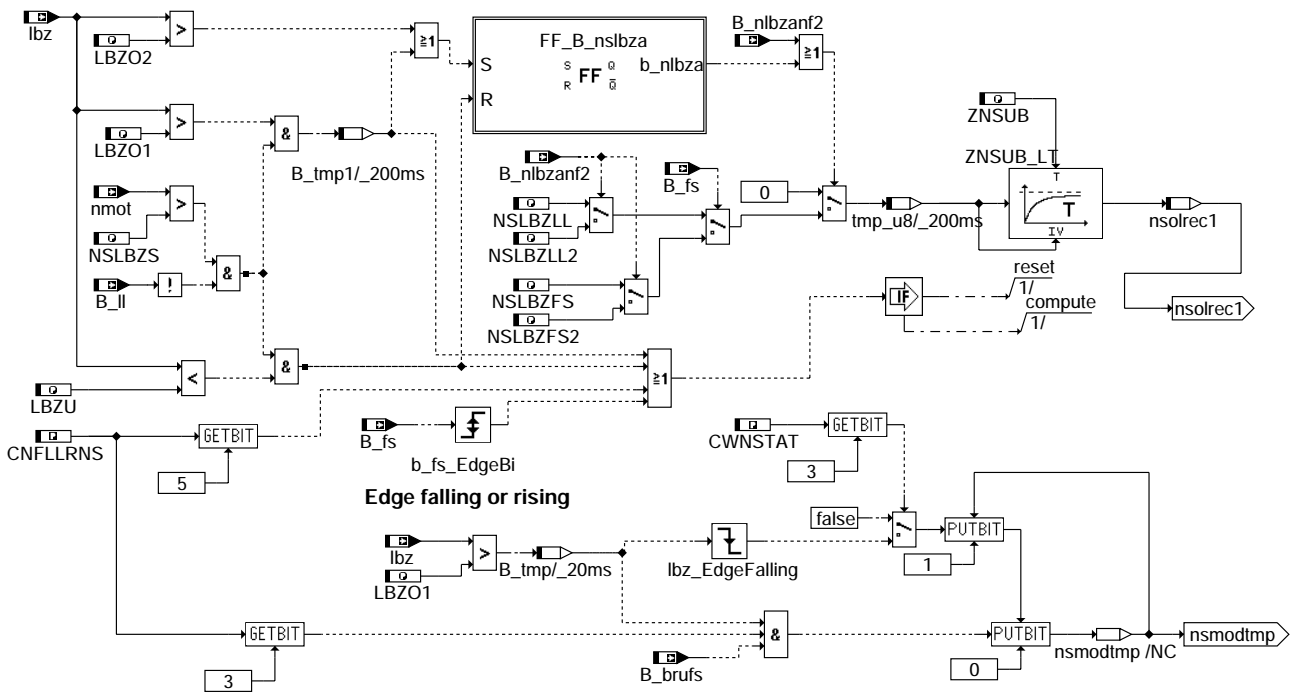 lbz
LBZO2
>
≧1
FF_B_nslbza
S
R
S
Q
FF
R
Q̅
b_nlbza
B_nlbzanf2
≧1
>
LBZO1
&
B_tmp1/_200ms
nmot
>
NSLBZS
&
B_ll
!
B_nlbzanf2
NSLBZLL
NSLBZLL2
B_fs
NSLBZFS
NSLBZFS2
0
tmp_u8/_200ms
ZNSUB
ZNSUB_LT
T
T
IV
nsolrec1
nsolrec1
IF
reset
1/
compute
1/
<
LBZU
&
≧1
CNFLLRNS
GETBIT
5
B_fs
b_fs_EdgeBi
Edge falling or rising
CWNSTAT
GETBIT
3
false
lbz
>
LBZO1
B_tmp/_20ms
lbz_EdgeFalling
PUTBIT
1
GETBIT
3
&
B_brufs
PUTBIT
0
nsmodtmp /NC
nsmodtmp